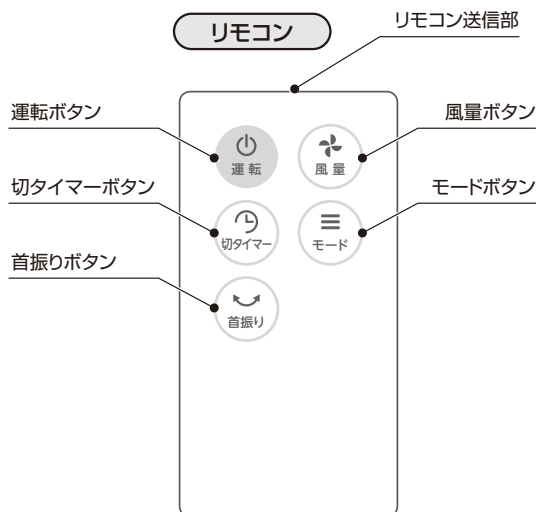 リモコン
リモコン送信部
運転ボタン
風量ボタン
運転
風量
切タイマーボタン
モードボタン
切タイマー
モード
首振りボタン
首振り